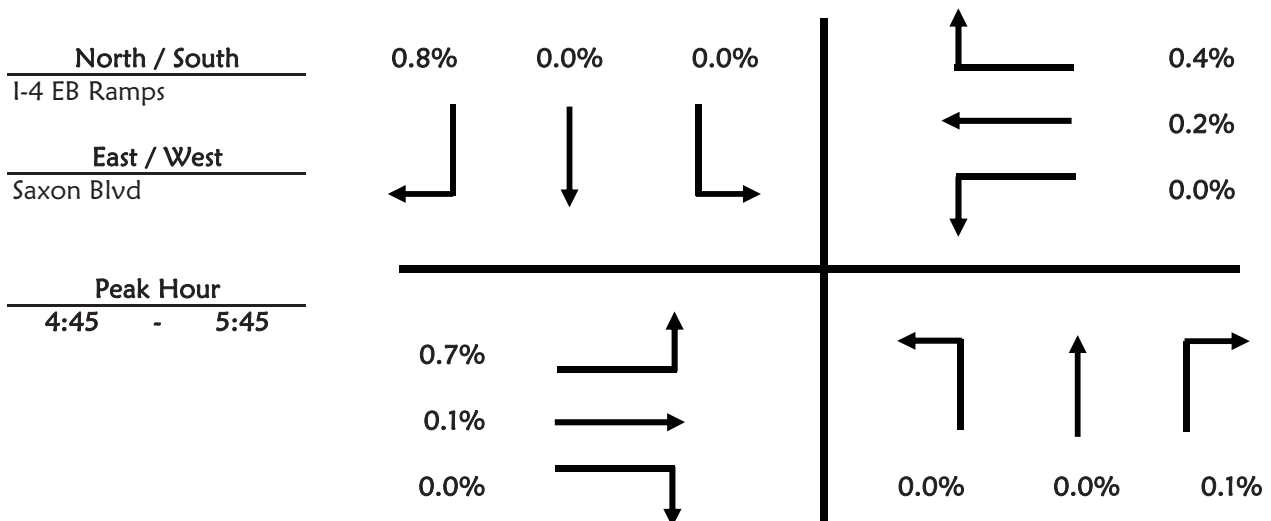 North / South
I-4 EB Ramps
East / West
Saxon Blvd
Peak Hour
4:45 - 5:45
0.8% 0.0% 0.0%
0.4%
0.2%
0.0%
0.7%
0.1%
0.0%
0.0% 0.0% 0.1%